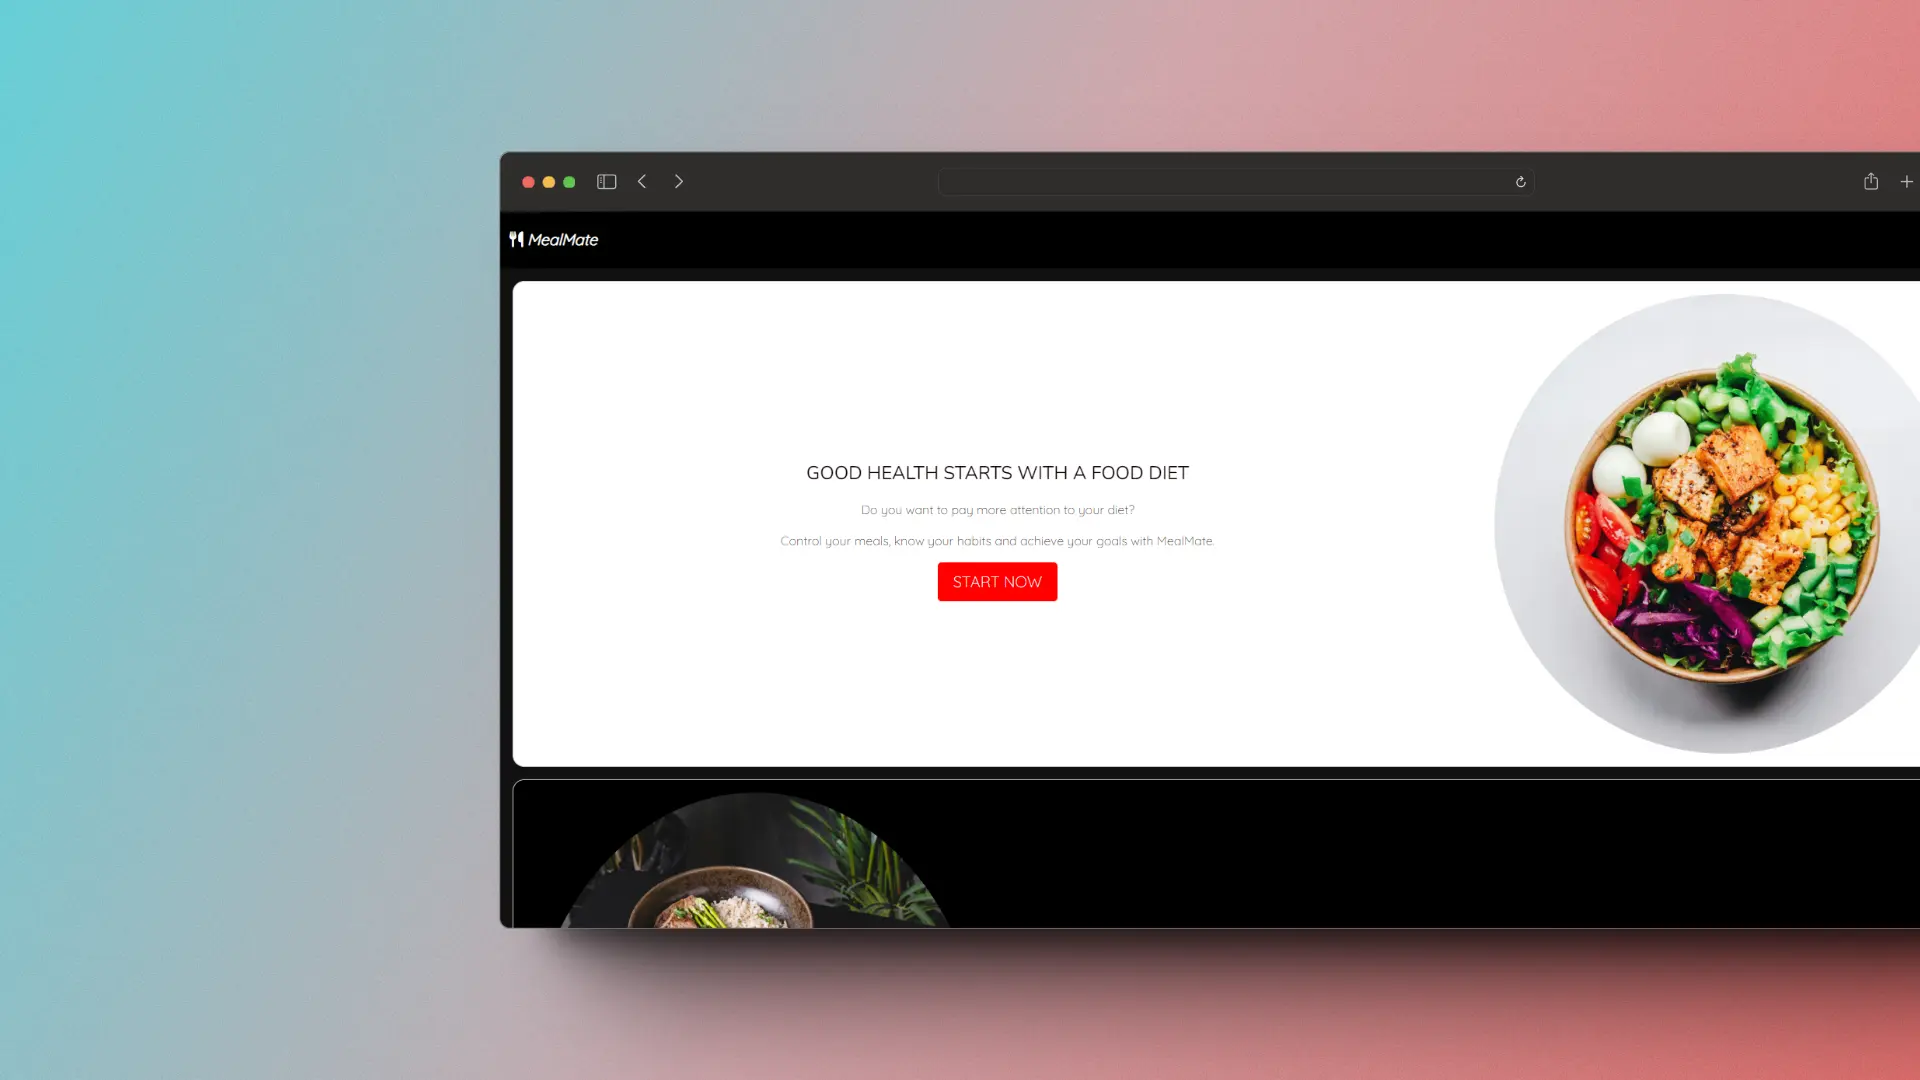 MealMate
GOOD HEALTH STARTS WITH A FOOD DIET
Do you want to pay more attention to your diet?
Control your meals, know your habits and achieve your goals with MealMate.
START NOW